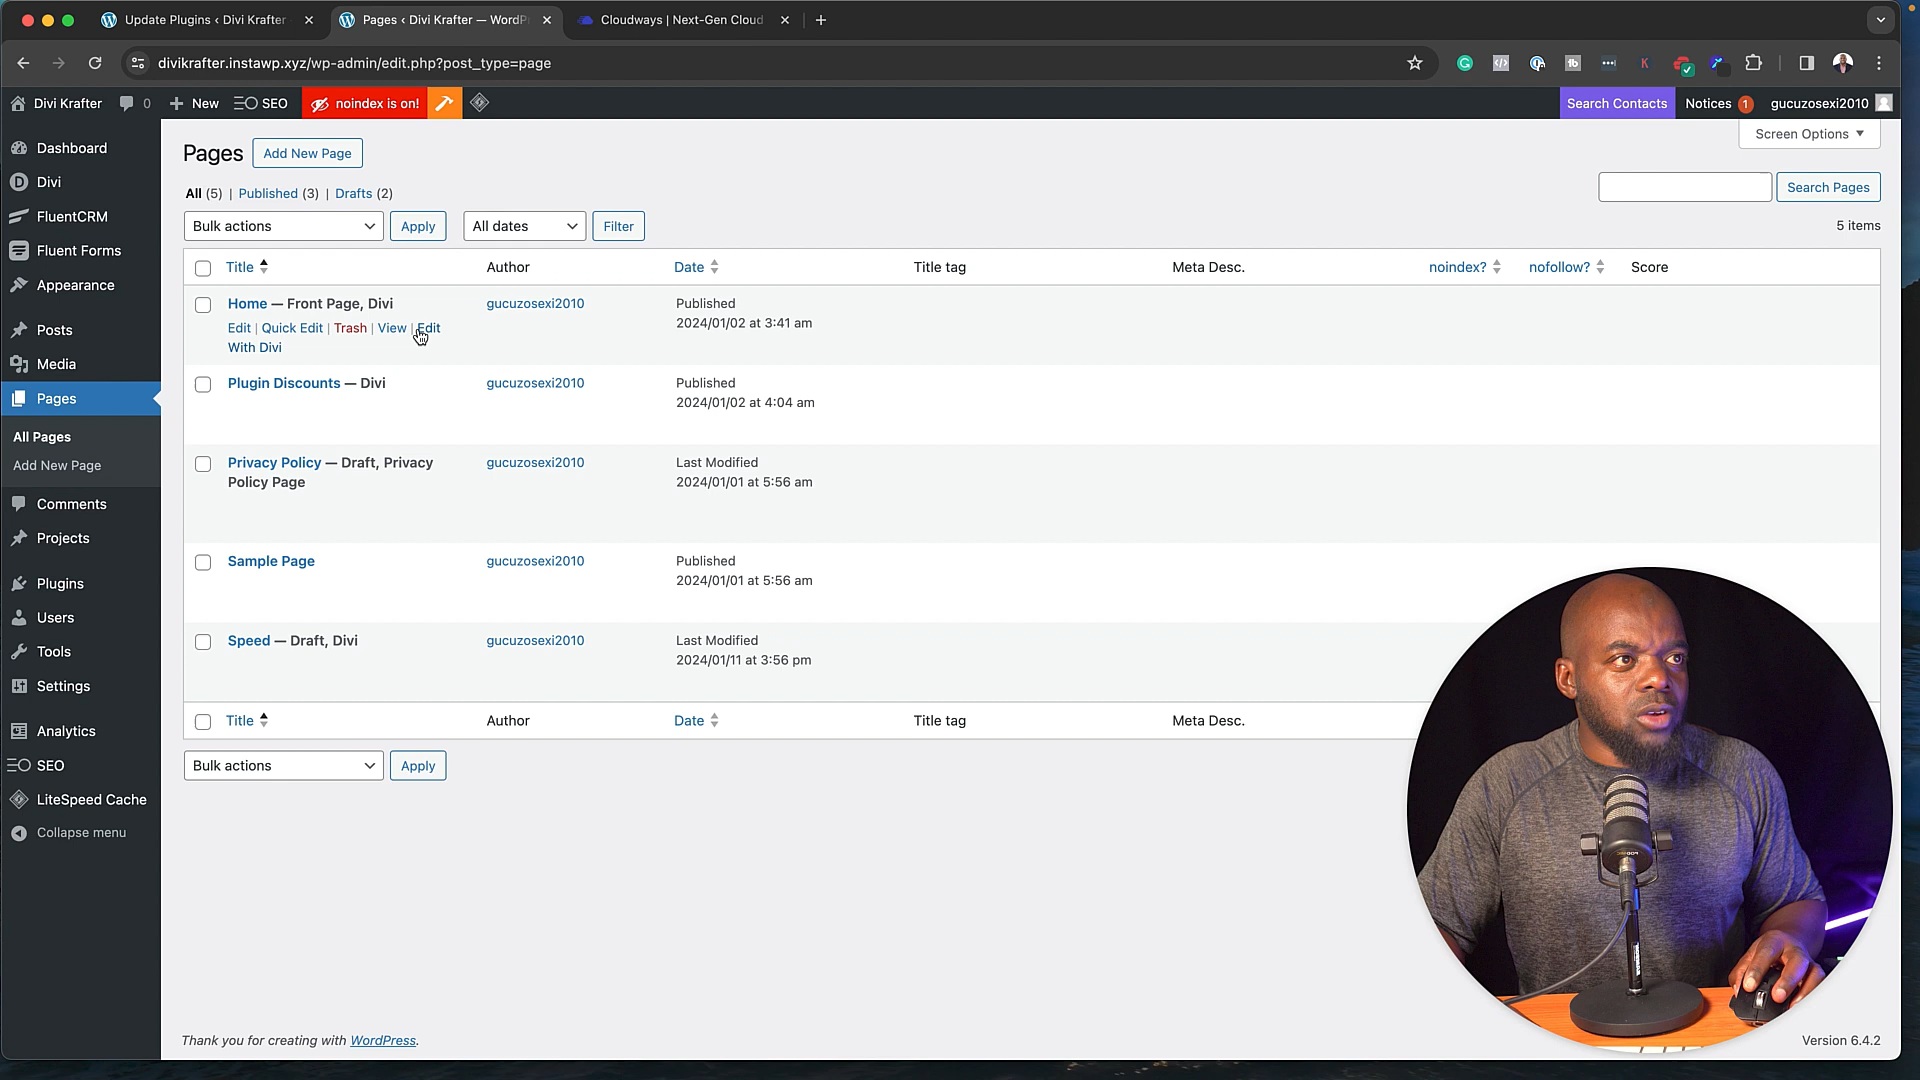 Update Plugins ‹ Divi Krafter
Pages ‹ Divi Krafter — WordPr
Cloudways | Next-Gen Cloud
divikrafter.instawp.xyz/wp-admin/edit.php?post_type=page
Divi Krafter 0 New SEO noindex is on! Search Contacts Notices 1 gucuzosexi2010
Screen Options
Dashboard
Divi
FluentCRM
Fluent Forms
Appearance
Posts
Media
Pages
All Pages
Add New Page
Comments
Projects
Plugins
Users
Tools
Settings
Analytics
SEO
LiteSpeed Cache
Collapse menu
Pages Add New Page
All (5) | Published (3) | Drafts (2)
Search Pages
Bulk actions Apply All dates Filter
5 items
Title Author Date Title tag Meta Desc. noindex? nofollow? Score
Home — Front Page, Divi gucuzosexi2010 Published
2024/01/02 at 3:41 am
Edit | Quick Edit | Trash | View | Edit
With Divi
Plugin Discounts — Divi gucuzosexi2010 Published
2024/01/02 at 4:04 am
Privacy Policy — Draft, Privacy
Policy Page
gucuzosexi2010 Last Modified
2024/01/01 at 5:56 am
Sample Page gucuzosexi2010 Published
2024/01/01 at 5:56 am
Speed — Draft, Divi gucuzosexi2010 Last Modified
2024/01/11 at 3:56 pm
Title Author Date Title tag Meta Desc.
Bulk actions Apply
Thank you for creating with WordPress.
Version 6.4.2